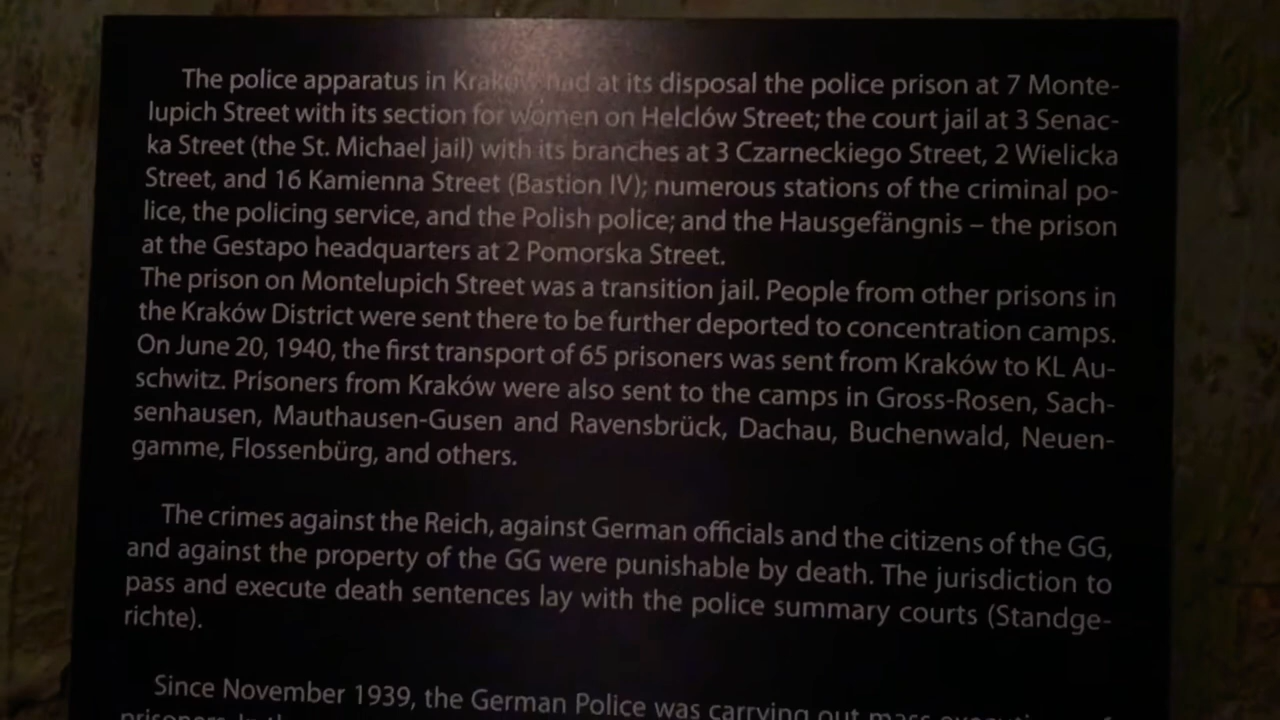 The police apparatus in Kraków had at its disposal the police prison at 7 Monte-
lupich Street with its section for women on Helclów Street; the court jail at 3 Senac-
ka Street (the St. Michael jail) with its branches at 3 Czarneckiego Street, 2 Wielicka
Street, and 16 Kamienna Street (Bastion IV); numerous stations of the criminal po-
lice, the policing service, and the Polish police; and the Hausgefängnis – the prison
at the Gestapo headquarters at 2 Pomorska Street.
The prison on Montelupich Street was a transition jail. People from other prisons in
the Kraków District were sent there to be further deported to concentration camps.
On June 20, 1940, the first transport of 65 prisoners was sent from Kraków to KL Au-
schwitz. Prisoners from Kraków were also sent to the camps in Gross-Rosen, Sach-
senhausen, Mauthausen-Gusen and Ravensbrück, Dachau, Buchenwald, Neuen-
gamme, Flossenbürg, and others.
The crimes against the Reich, against German officials and the citizens of the GG,
and against the property of the GG were punishable by death. The jurisdiction to
pass and execute death sentences lay with the police summary courts (Standge-
richte).
Since November 1939, the German Police was carrying out mass